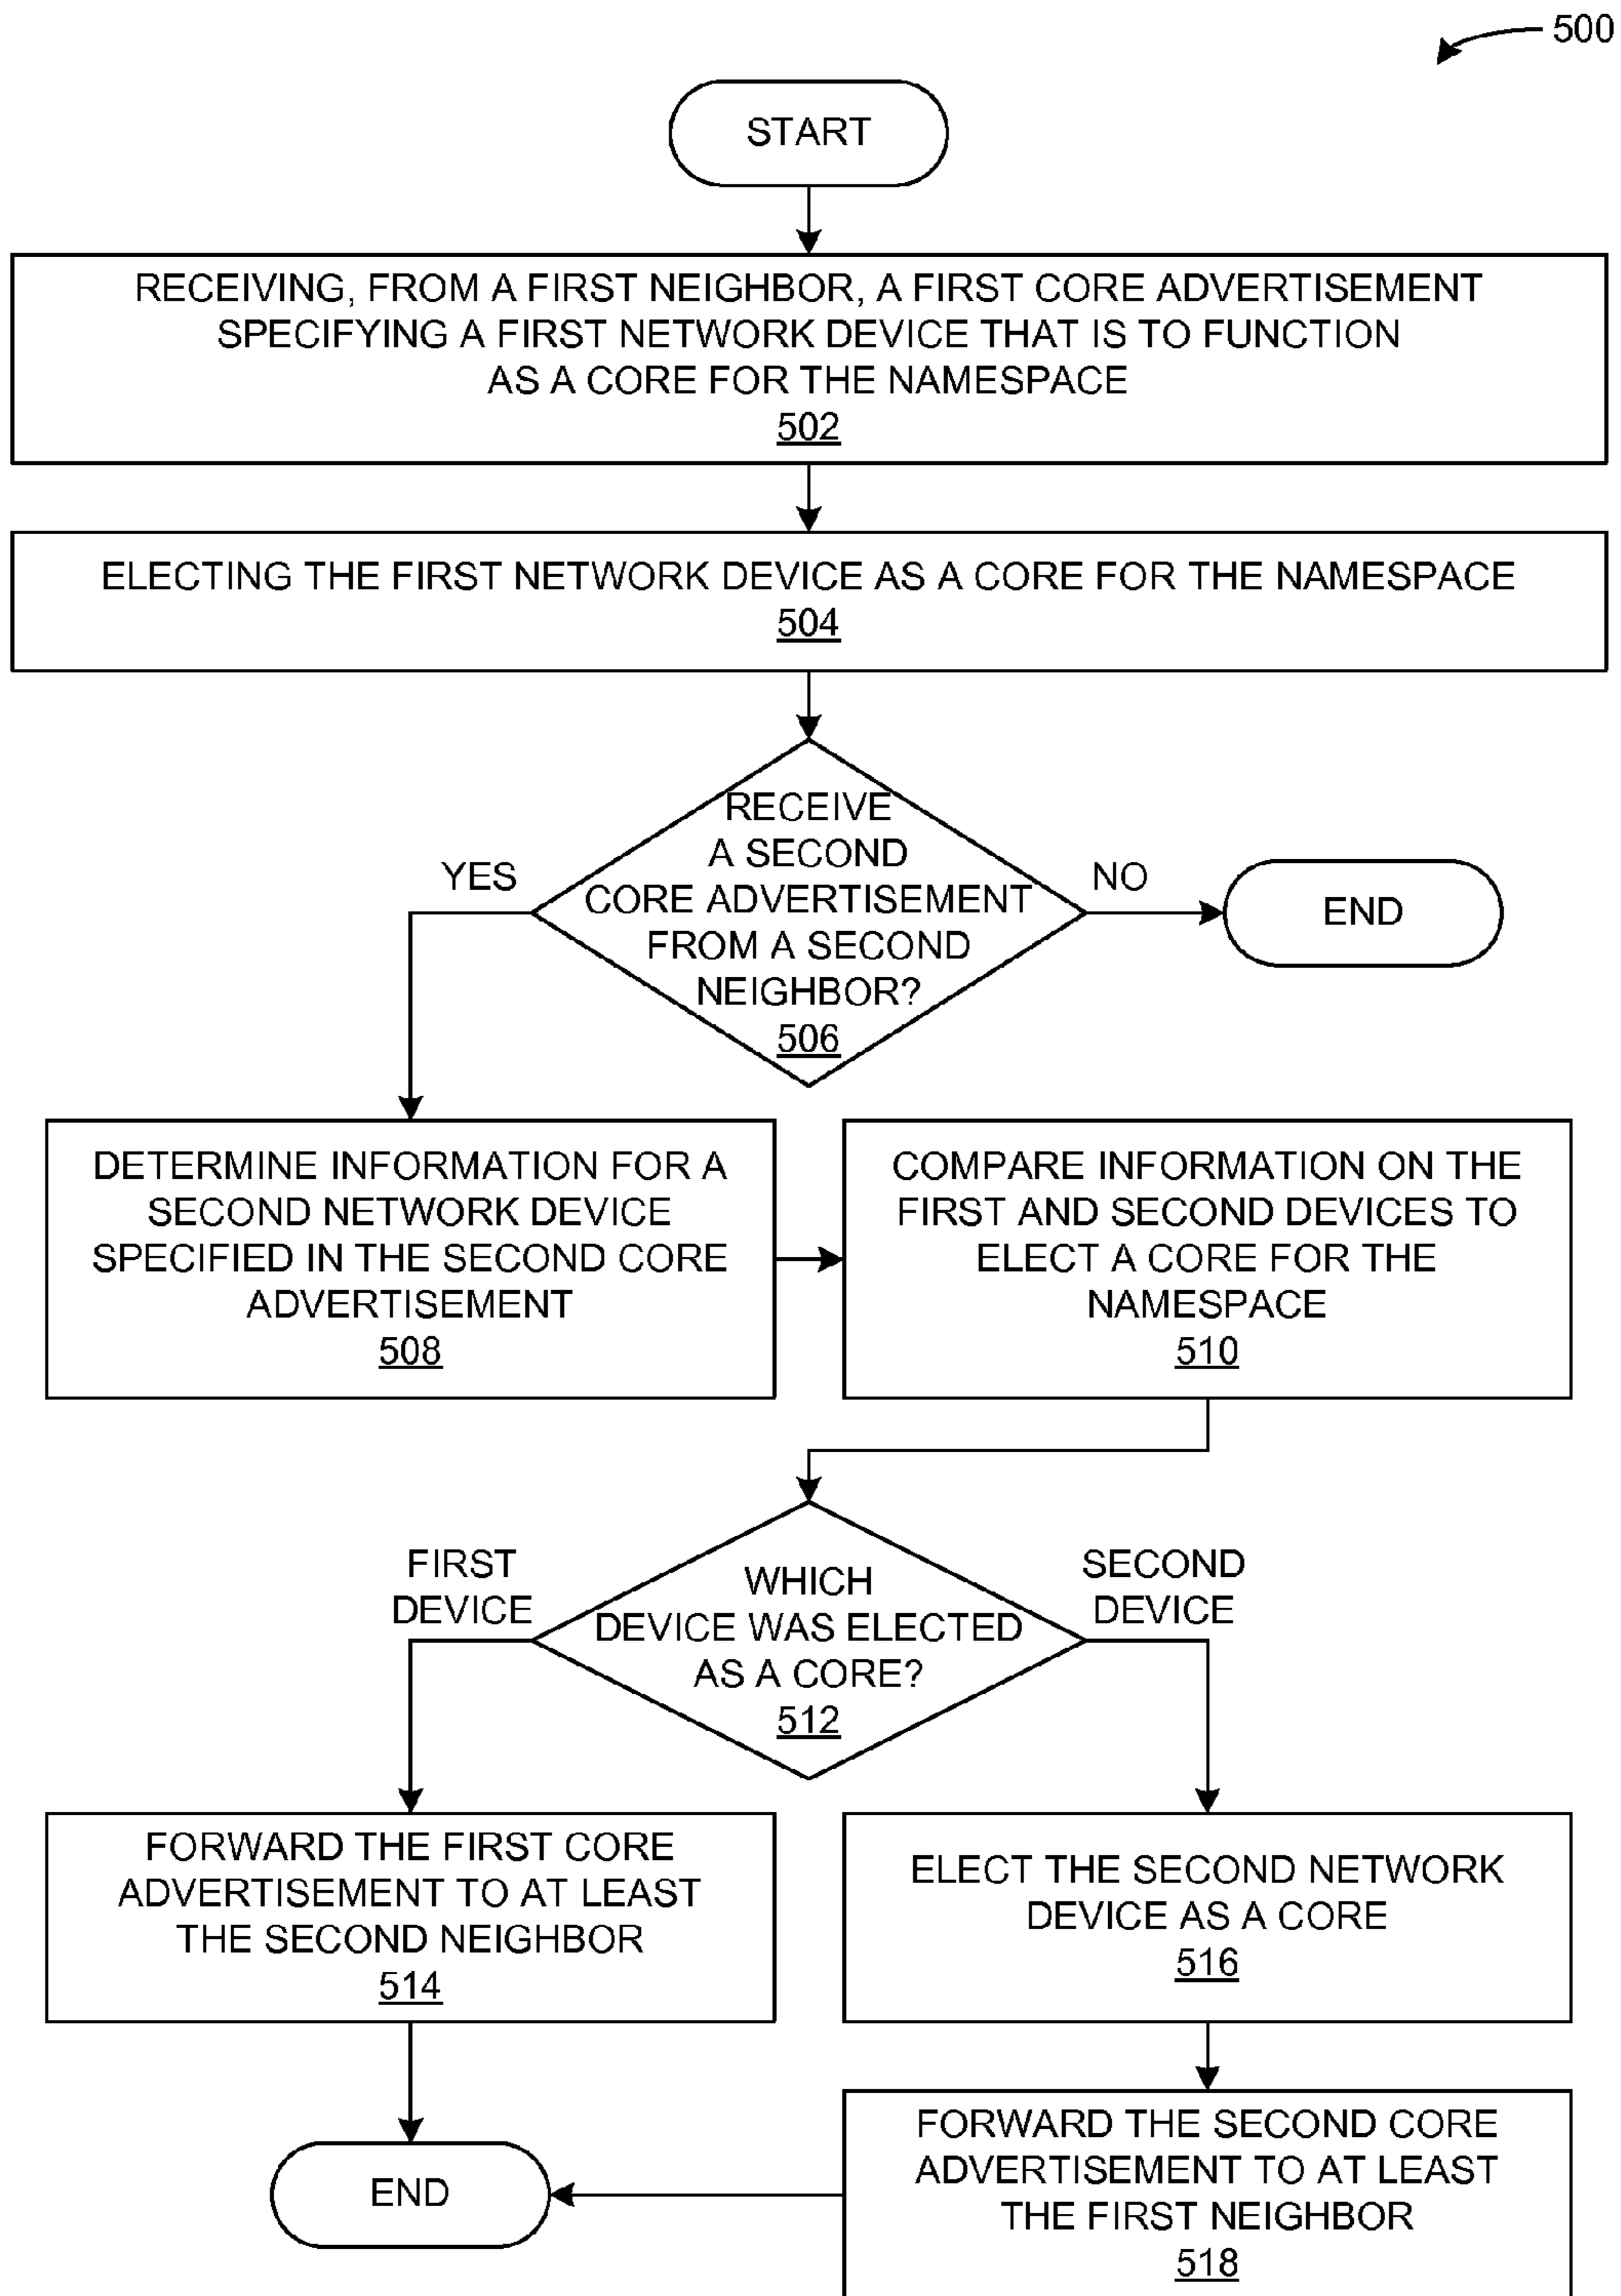 500
START
RECEIVING, FROM A FIRST NEIGHBOR, A FIRST CORE ADVERTISEMENT
SPECIFYING A FIRST NETWORK DEVICE THAT IS TO FUNCTION
AS A CORE FOR THE NAMESPACE
502
ELECTING THE FIRST NETWORK DEVICE AS A CORE FOR THE NAMESPACE
504
RECEIVE
A SECOND
CORE ADVERTISEMENT
FROM A SECOND
NEIGHBOR?
506
YES
NO
END
DETERMINE INFORMATION FOR A
SECOND NETWORK DEVICE
SPECIFIED IN THE SECOND CORE
ADVERTISEMENT
508
COMPARE INFORMATION ON THE
FIRST AND SECOND DEVICES TO
ELECT A CORE FOR THE
NAMESPACE
510
WHICH
DEVICE WAS ELECTED
AS A CORE?
512
FIRST
DEVICE
SECOND
DEVICE
FORWARD THE FIRST CORE
ADVERTISEMENT TO AT LEAST
THE SECOND NEIGHBOR
514
ELECT THE SECOND NETWORK
DEVICE AS A CORE
516
FORWARD THE SECOND CORE
ADVERTISEMENT TO AT LEAST
THE FIRST NEIGHBOR
518
END